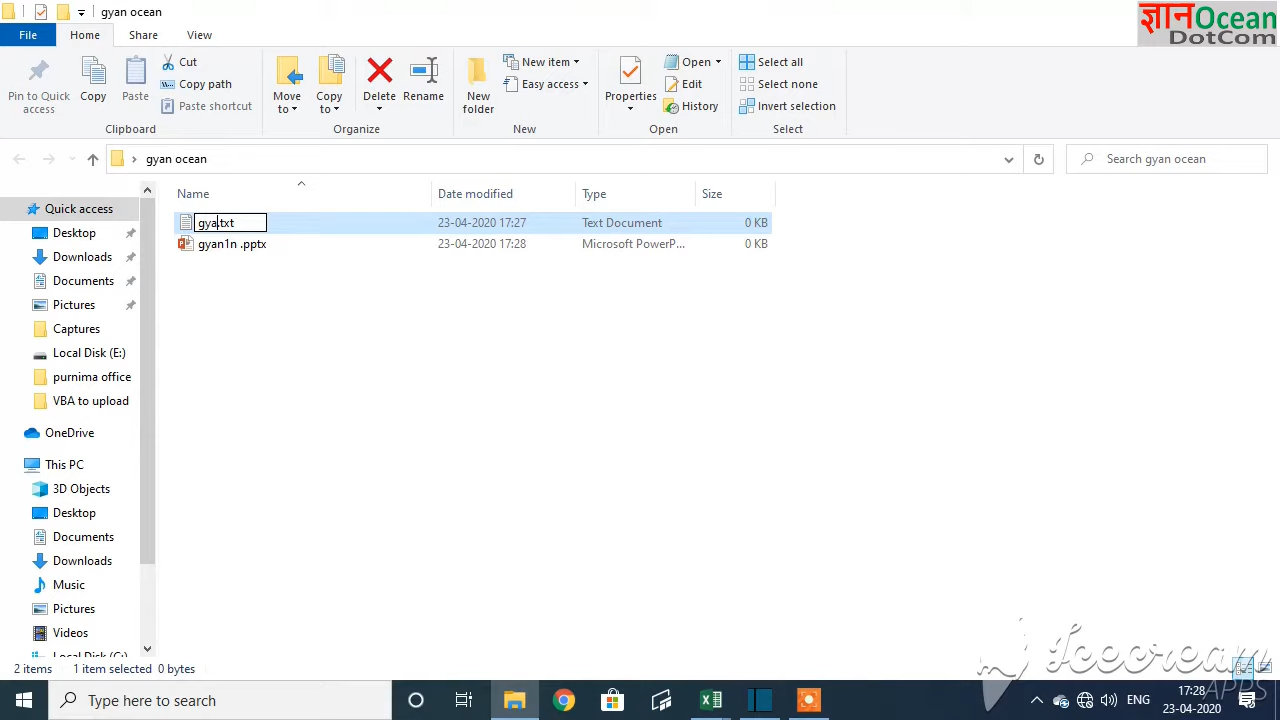 gyan ocean
ज्ञानOcean
DotCom
File Home Share View
Pin to Quick access
Copy
Paste
Cut
Copy path
Paste shortcut
Move to
Copy to
Delete
Rename
New folder
New item
Easy access
Properties
Open
Edit
History
Select all
Select none
Invert selection
Clipboard Organize New Open Select
gyan ocean
Search gyan ocean
Name Date modified Type Size
gya.txt 23-04-2020 17:27 Text Document 0 KB
gyan1n .pptx 23-04-2020 17:28 Microsoft PowerP... 0 KB
Quick access
Desktop
Downloads
Documents
Pictures
Captures
Local Disk (E:)
purnima office
VBA to upload
OneDrive
This PC
3D Objects
Desktop
Documents
Downloads
Music
Pictures
Videos
Local Disk (C:)
2 items 1 item selected 0 bytes
Icecream
APPS
Type here to search
ENG
17:28
23-04-2020